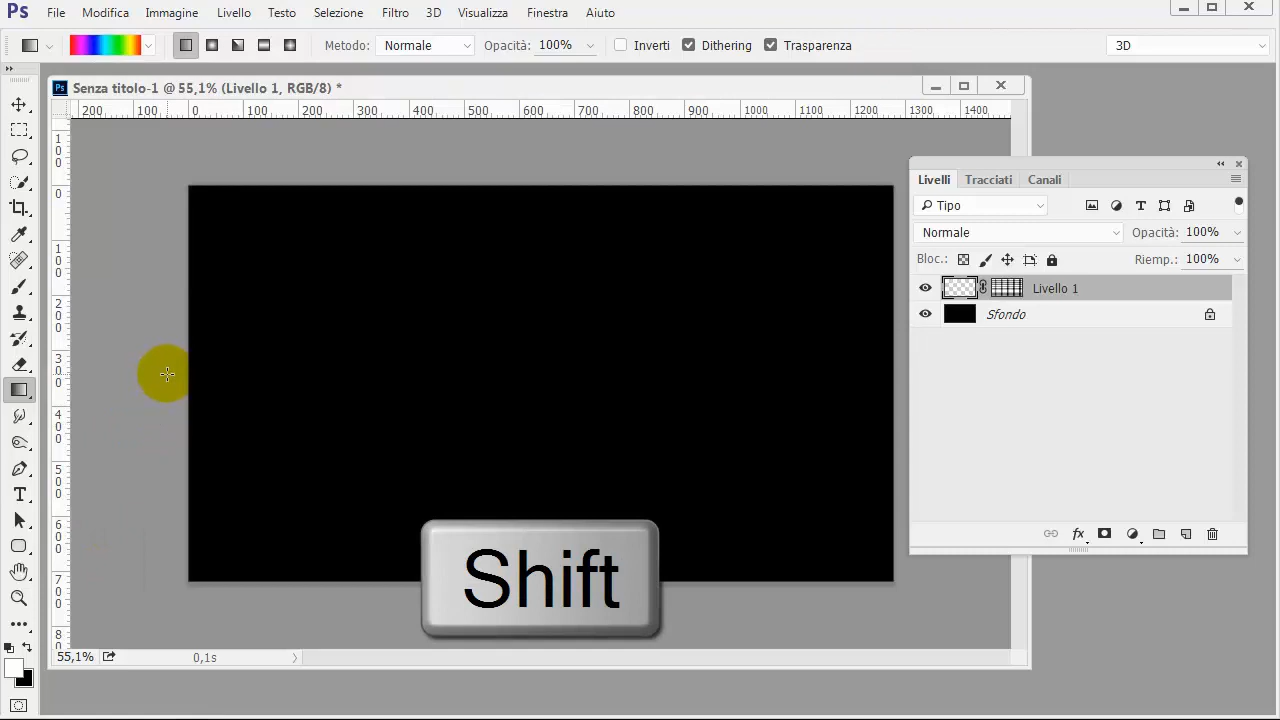 Ps File Modifica Immagine Livello Testo Selezione Filtro 3D Visualizza Finestra Aiuto
Metodo: Normale Opacità: 100% Inverti Dithering Trasparenza 3D
Senza titolo-1 @ 55,1% (Livello 1, RGB/8) *
200 100 0 100 200 300 400 500 600 700 800 900 1000 1100 1200 1300 1400
100
0
100
200
300
400
500
600
700
80
Livelli Tracciati Canali
Tipo
Normale Opacità: 100%
Bloc.: Riemp.: 100%
Livello 1
Sfondo
fx
Shift
55,1% 0,1s